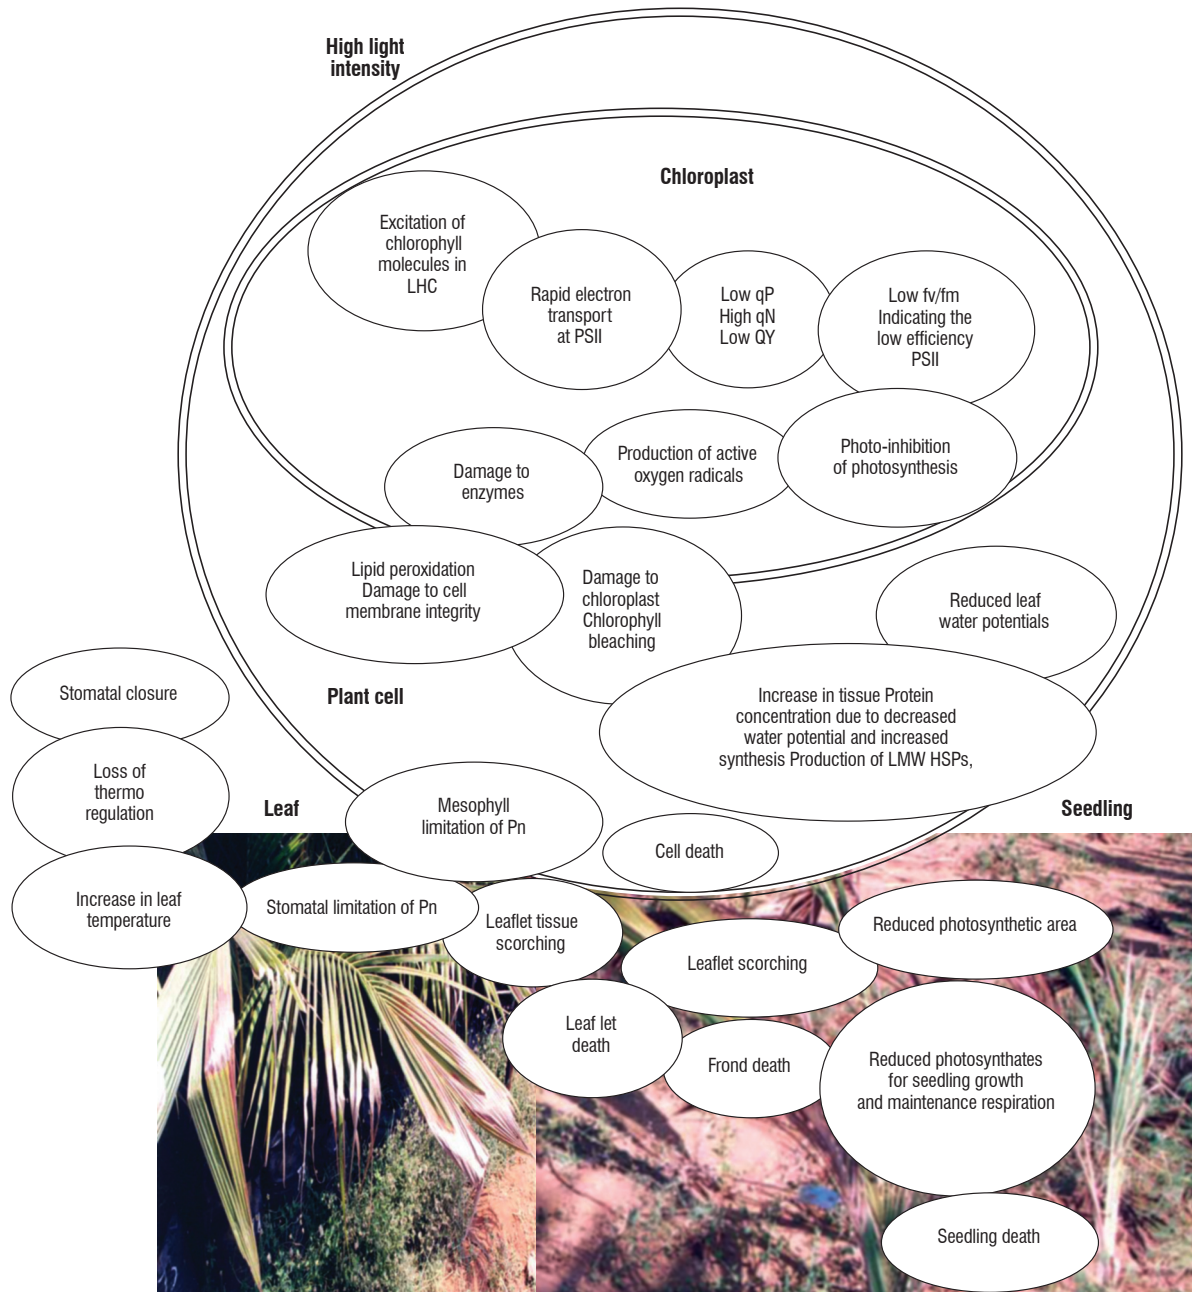 High light
intensity
Chloroplast
Excitation of
chlorophyll
molecules in
LHC
Rapid electron
transport
at PSII
Low qP
High qN
Low QY
Low fv/fm
Indicating the
low efficiency
PSII
Damage to
enzymes
Production of active
oxygen radicals
Photo-inhibition
of photosynthesis
Lipid peroxidation
Damage to cell
membrane integrity
Damage to
chloroplast
Chlorophyll
bleaching
Reduced leaf
water potentials
Stomatal closure
Plant cell
Increase in tissue Protein
concentration due to decreased
water potential and increased
synthesis Production of LMW HSPs,
Loss of
thermo
regulation
Leaf
Mesophyll
limitation of Pn
Seedling
Cell death
Increase in leaf
temperature
Stomatal limitation of Pn
Leaflet tissue
scorching
Leaflet scorching
Reduced photosynthetic area
Leaf let
death
Frond death
Reduced photosynthates
for seedling growth
and maintenance respiration
Seedling death